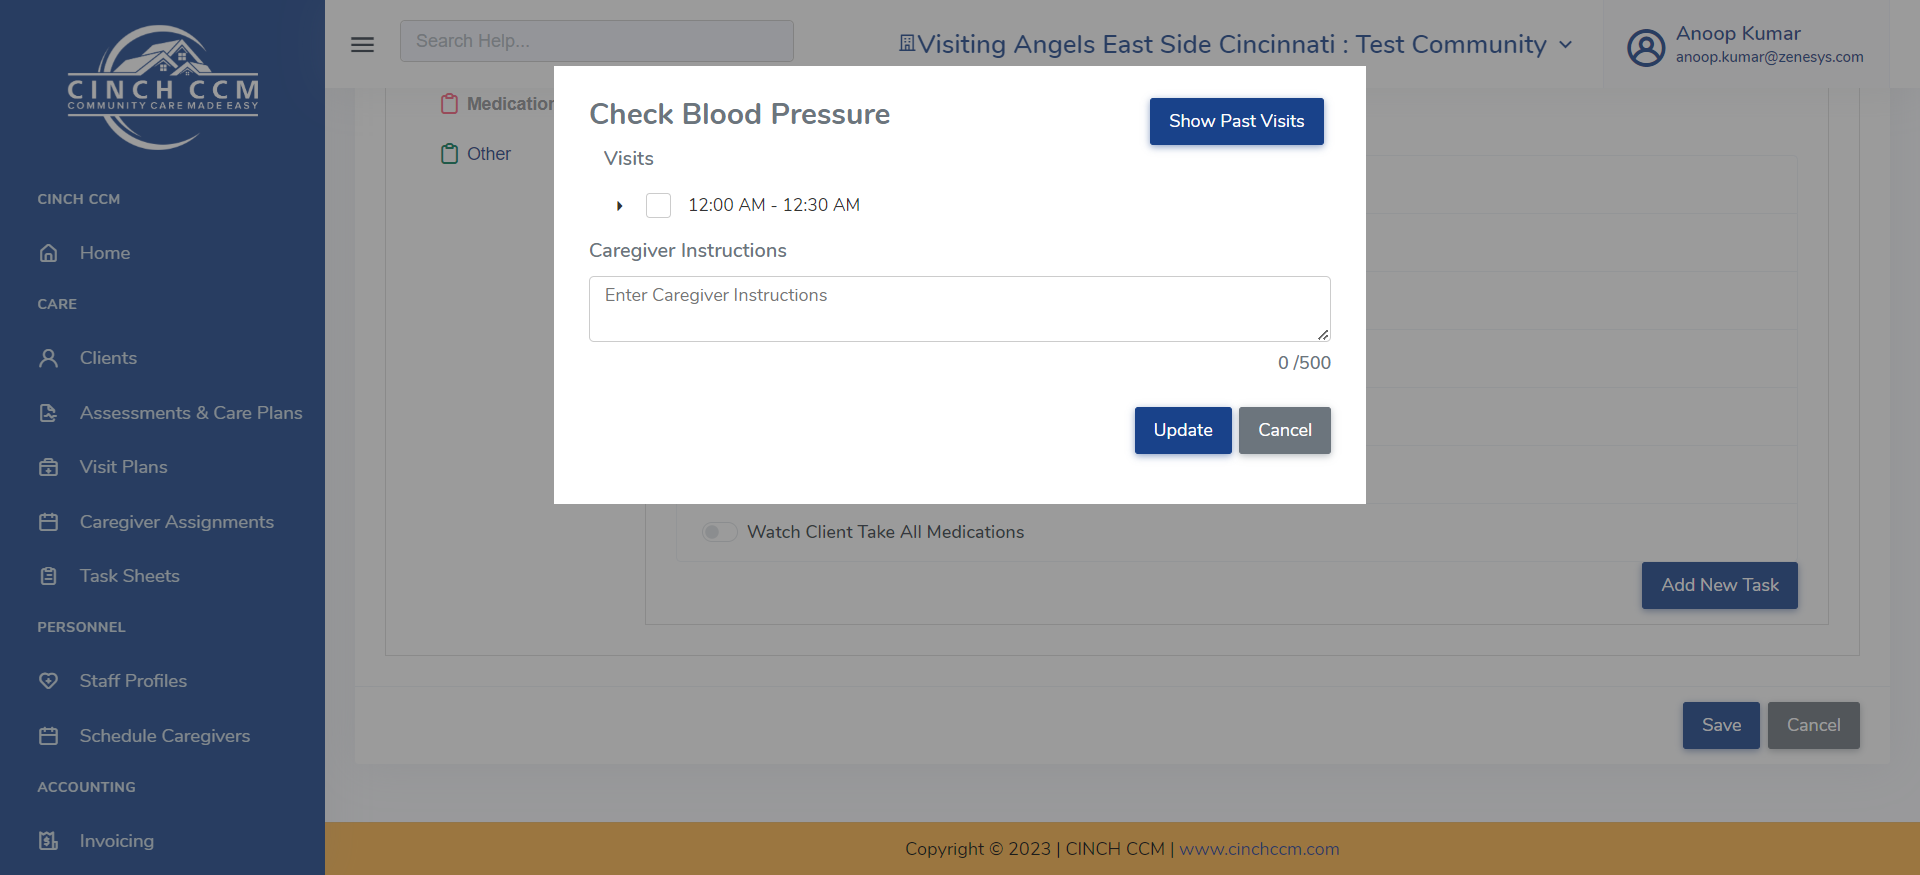 CINCH CCM
COMMUNITY CARE MADE EASY
CINCH CCM
Home
CARE
Clients
Assessments & Care Plans
Visit Plans
Caregiver Assignments
Task Sheets
PERSONNEL
Staff Profiles
Schedule Caregivers
ACCOUNTING
Invoicing
Search Help...
Visiting Angels East Side Cincinnati : Test Community
Anoop Kumar
anoop.kumar@zenesys.com
Other
Check Blood Pressure
Show Past Visits
Visits
12:00 AM - 12:30 AM
Caregiver Instructions
Enter Caregiver Instructions
0 /500
Update
Cancel
Watch Client Take All Medications
Add New Task
Save
Cancel
Copyright © 2023 | CINCH CCM | www.cinchccm.com